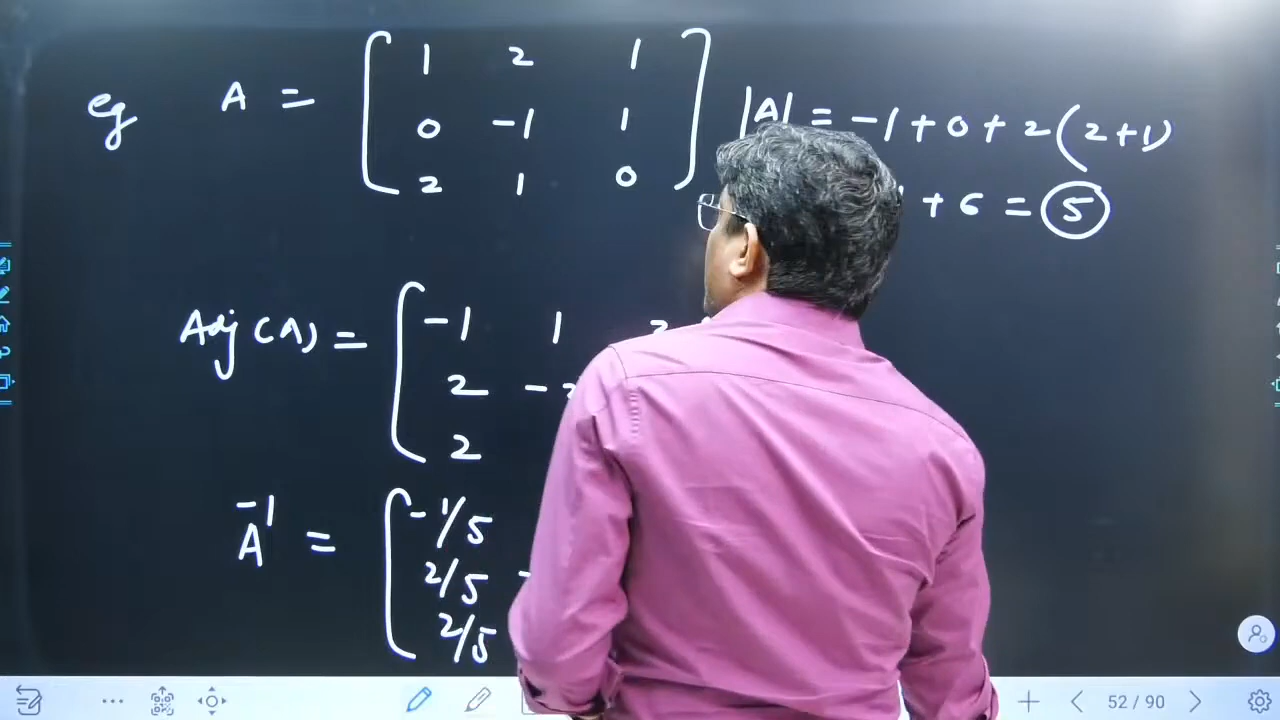 eg A = [ 1 2 1
0 -1 1
2 1 0 ]
|A| = -1 + 0 + 2(2+1)
+ 6 = 5
Adj(A) = [ -1 1
2 -2
2
A⁻¹ = [ -1/5
2/5 -
2/5
52/90